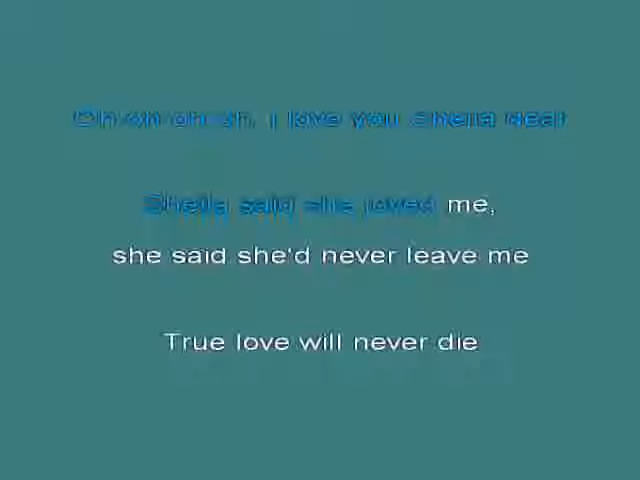 Oh-oh-oh-oh, I love you Sheila dear
Sheila said she loved me,
she said she'd never leave me
True love will never die